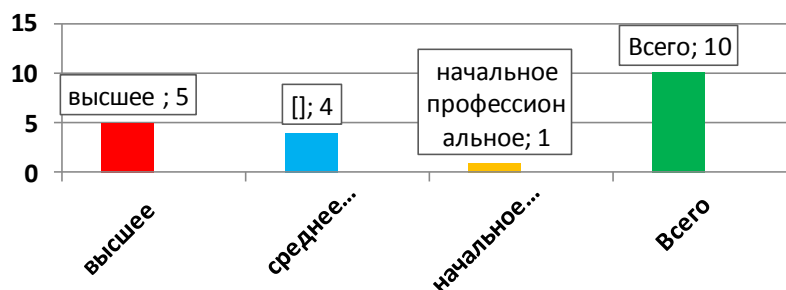 15
10
5
0
высшее ; 5
[]; 4
начальное
профессион
альное; 1
Всего; 10
высшее
среднее...
начальное...
Всего